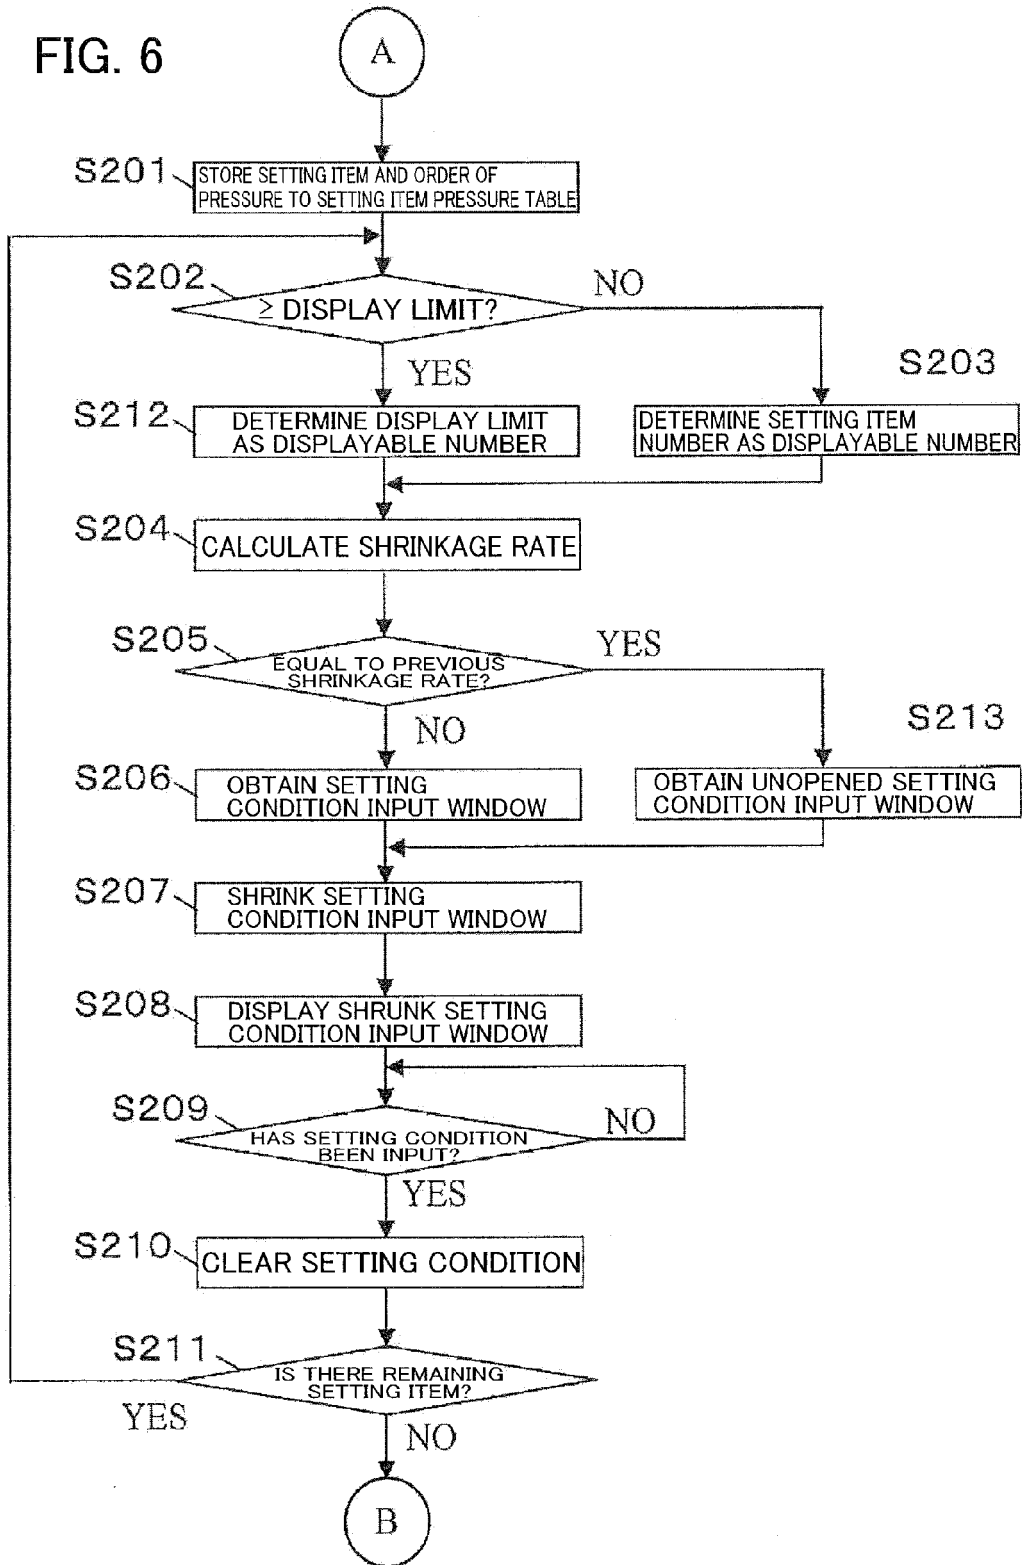 FIG. 6
A
S201
STORE SETTING ITEM AND ORDER OF
PRESSURE TO SETTING ITEM PRESSURE TABLE
S202
≥ DISPLAY LIMIT?
NO
YES
S203
S212
DETERMINE DISPLAY LIMIT
AS DISPLAYABLE NUMBER
DETERMINE SETTING ITEM
NUMBER AS DISPLAYABLE NUMBER
S204
CALCULATE SHRINKAGE RATE
S205
EQUAL TO PREVIOUS
SHRINKAGE RATE?
YES
NO
S213
S206
OBTAIN SETTING
CONDITION INPUT WINDOW
OBTAIN UNOPENED SETTING
CONDITION INPUT WINDOW
S207
SHRINK SETTING
CONDITION INPUT WINDOW
S208
DISPLAY SHRUNK SETTING
CONDITION INPUT WINDOW
S209
HAS SETTING CONDITION
BEEN INPUT?
NO
YES
S210
CLEAR SETTING CONDITION
S211
IS THERE REMAINING
SETTING ITEM?
YES
NO
B